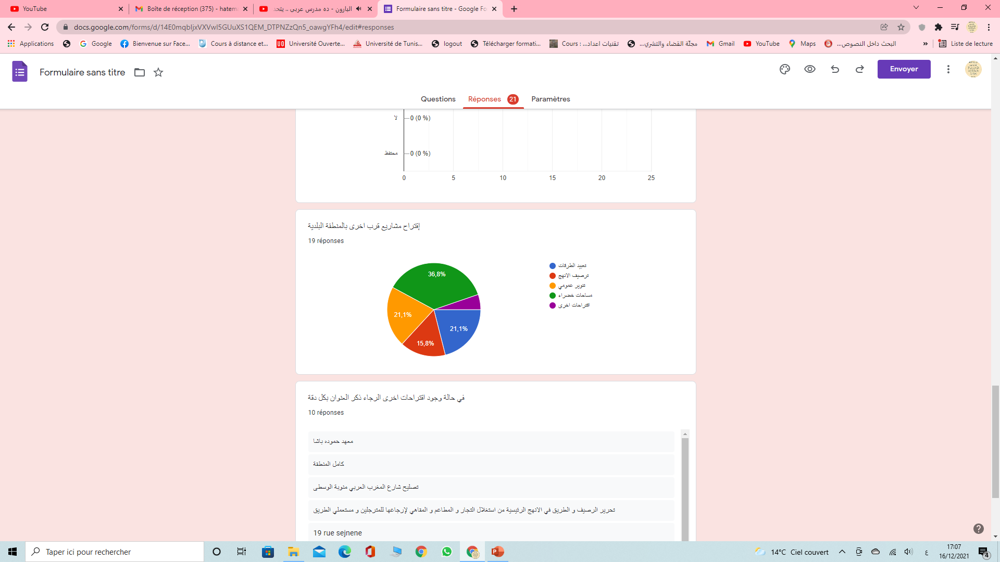 YouTube
Boîte de réception (375) - hatem
البارون - ده مدرس عربي .. يتحد
Formulaire sans titre - Google Fo
docs.google.com/forms/d/14E0mqbIjxVXVwI5GUuXS1QEM_DTPNZzQn5_oawgYFh4/edit#responses
Applications
Google
Bienvenue sur Face...
Cours à distance et...
Université Ouverte...
Université de Tunis...
logout
Télécharger formati...
Cours : ...تقنيات اعداد
...مجلّة القضاء والتشري
Gmail
YouTube
Maps
...البحث داخل النصوص
»
Liste de lecture
Formulaire sans titre
Envoyer
Questions
Réponses 21
Paramètres
لا
0 (0 %)
محتفظ
0 (0 %)
0 5 10 15 20 25
إقتراح مشاريع قرب اخرى بالمنطقة البلدية
19 réponses
36,8%
21,1%
21,1%
15,8%
تعبيد الطرقات
ترصيف الانهج
تنوير عمومي
مساحات خضراء
اقتراحات اخرى
في حالة وجود اقتراحات اخرى الرجاء ذكر العنوان بكل دقة
10 réponses
معهد حموده باشا
كامل المنطقة
تصليح شارع المغرب العربي منوبة الوسطى
تحرير الرصيف و الطريق في الانهج الرئيسية من استغلال التجار و المطاعم و المقاهي لإرجاعها للمترجلين و مستعملي الطريق
19 rue sejnene
Taper ici pour rechercher
14°C Ciel couvert
ع
17:07
16/12/2021
4